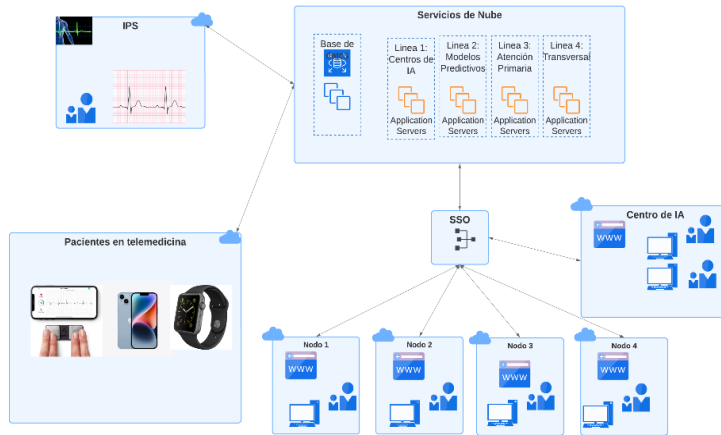 IPS
Servicios de Nube
Base de
datos
Linea 1:
Centros de
IA
Linea 2:
Modelos
Predictivos
Linea 3:
Atención
Primaria
Linea 4:
Transversal
Application
Servers
Application
Servers
Application
Servers
Application
Servers
SSO
Centro de IA
WWW
Pacientes en telemedicina
Nodo 1
WWW
Nodo 2
WWW
Nodo 3
WWW
Nodo 4
WWW